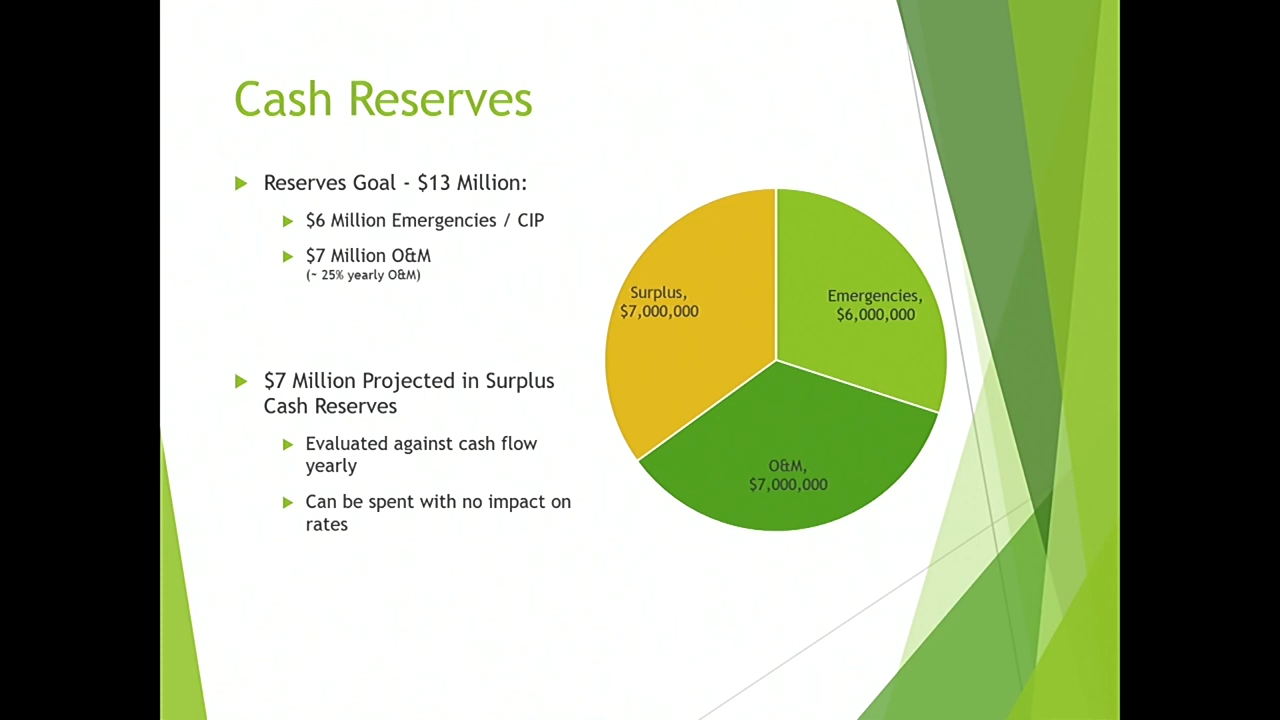 Cash Reserves
Reserves Goal - $13 Million:
$6 Million Emergencies / CIP
$7 Million O&M
(~ 25% yearly O&M)
$7 Million Projected in Surplus
Cash Reserves
Evaluated against cash flow
yearly
Can be spent with no impact on
rates
Surplus,
$7,000,000
Emergencies,
$6,000,000
O&M,
$7,000,000